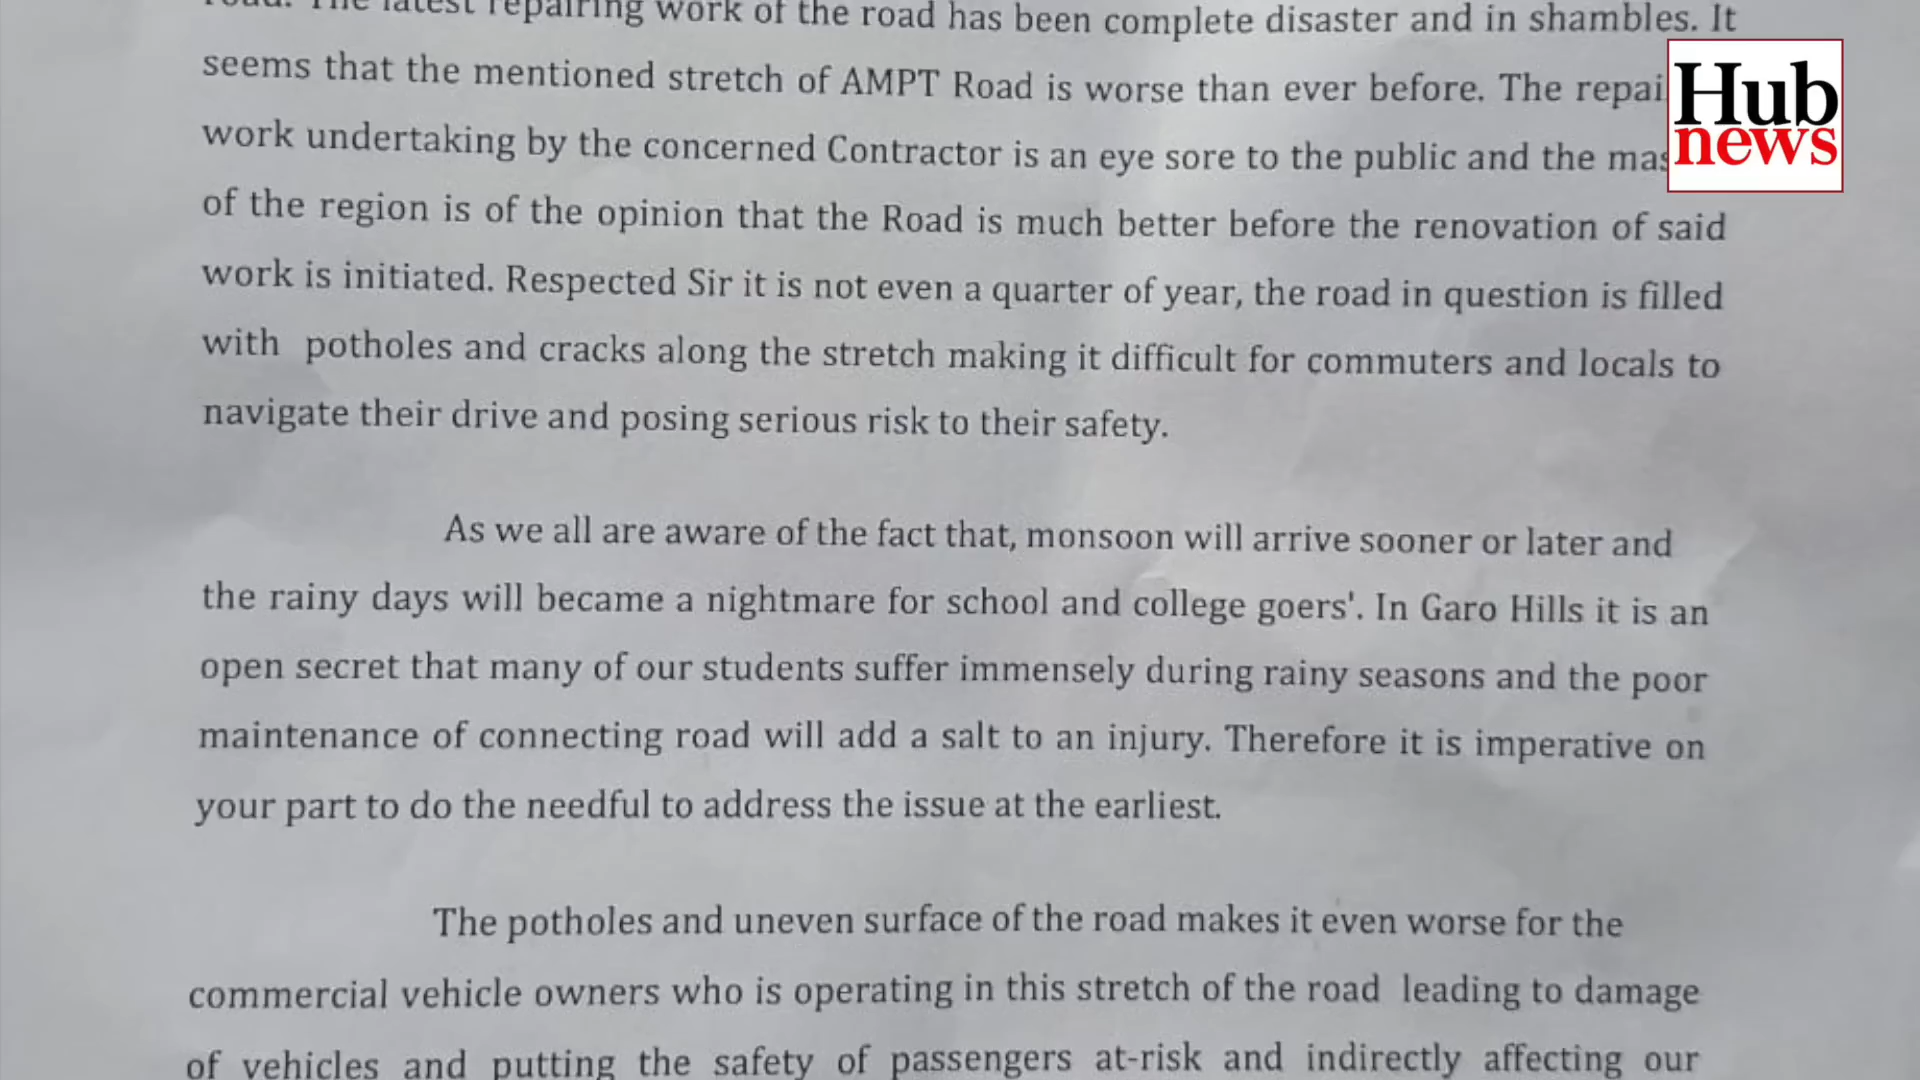 road. The latest repairing work of the road has been complete disaster and in shambles. It
seems that the mentioned stretch of AMPT Road is worse than ever before. The
work undertaking by the concerned Contractor is an eye sore to the public and the
of the region is of the opinion that the Road is much better before the renovation of said
work is initiated. Respected Sir it is not even a quarter of year, the road in question is filled
with potholes and cracks along the stretch making it difficult for commuters and locals to
navigate their drive and posing serious risk to their safety.
As we all are aware of the fact that, monsoon will arrive sooner or later and
the rainy days will became a nightmare for school and college goers'. In Garo Hills it is an
open secret that many of our students suffer immensely during rainy seasons and the poor
maintenance of connecting road will add a salt to an injury. Therefore it is imperative on
your part to do the needful to address the issue at the earliest.
The potholes and uneven surface of the road makes it even worse for the
commercial vehicle owners who is operating in this stretch of the road leading to damage
of vehicles and putting the safety of passengers at-risk and indirectly affecting our
Hub
news